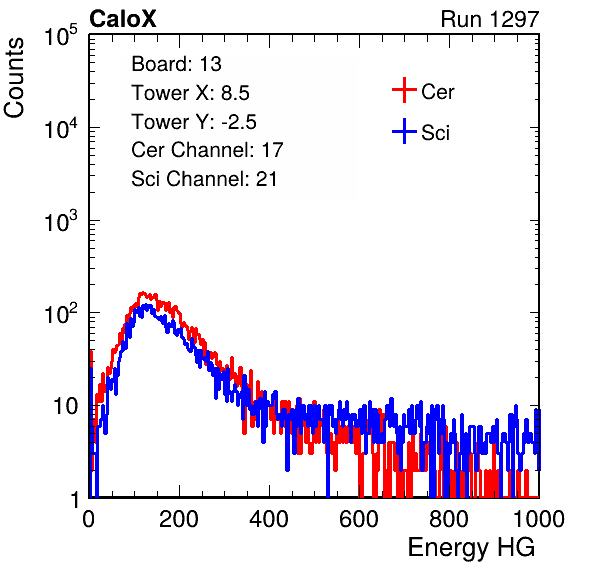 CaloX Run 1297
Counts
10^5
10^4
10^3
10^2
10
1
Board: 13
Tower X: 8.5
Tower Y: -2.5
Cer Channel: 17
Sci Channel: 21
Cer
Sci
0 200 400 600 800 1000
Energy HG